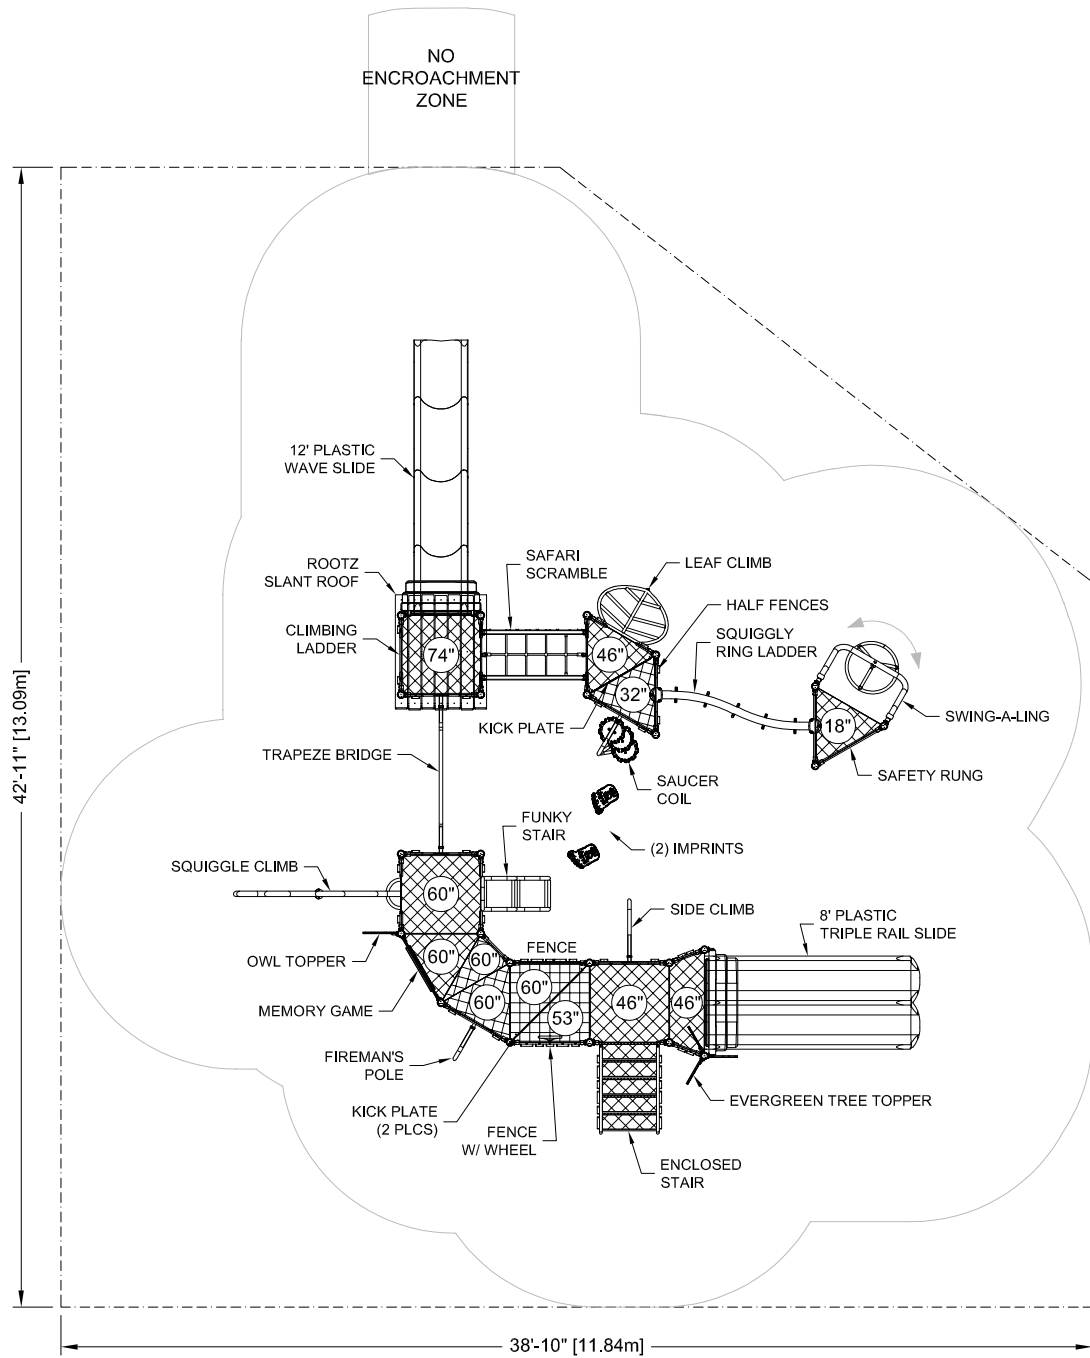 NO
ENCROACHMENT
ZONE
12' PLASTIC
WAVE SLIDE
ROOTZ
SLANT ROOF
SAFARI
SCRAMBLE
LEAF CLIMB
HALF FENCES
CLIMBING
LADDER
SQUIGGLY
RING LADDER
74"
46"
32"
KICK PLATE
18"
SWING-A-LING
TRAPEZE BRIDGE
SAFETY RUNG
SAUCER
COIL
42'-11" [13.09m]
FUNKY
STAIR
(2) IMPRINTS
SQUIGGLE CLIMB
60"
SIDE CLIMB
8' PLASTIC
TRIPLE RAIL SLIDE
OWL TOPPER
FENCE
60"
60"
60"
60"
53"
46"
46"
MEMORY GAME
FIREMAN'S
POLE
KICK PLATE
(2 PLCS)
FENCE
W/ WHEEL
EVERGREEN TREE TOPPER
ENCLOSED
STAIR
38'-10" [11.84m]